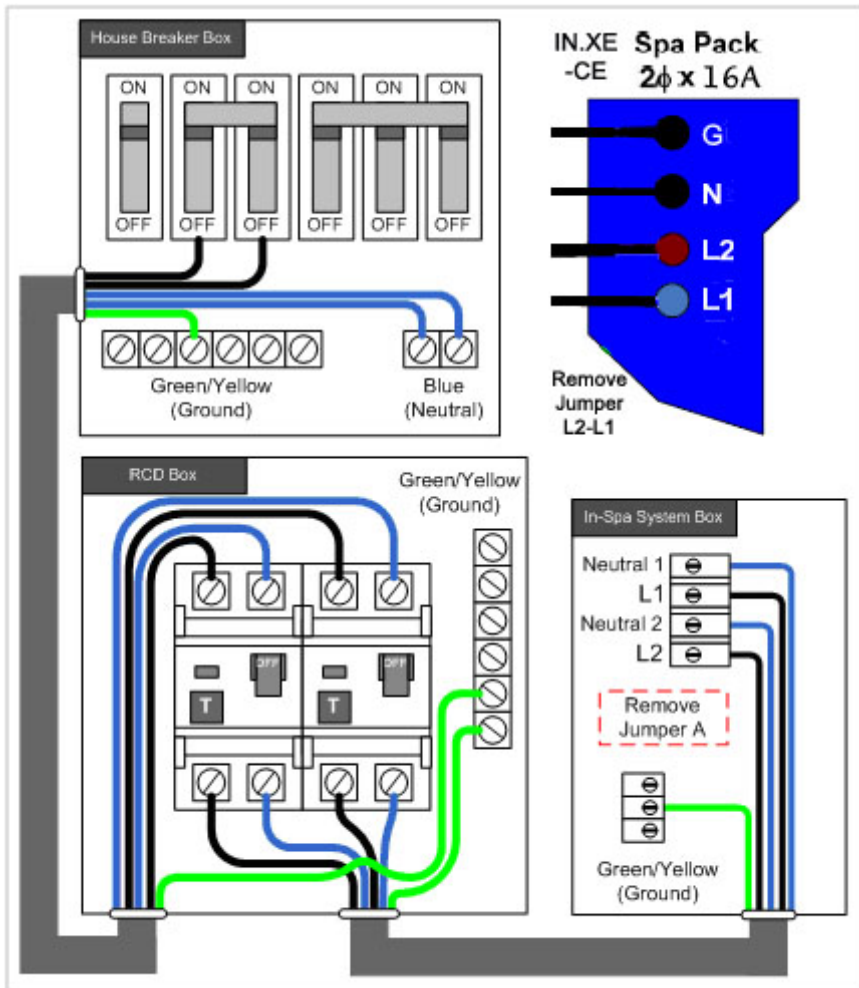 House Breaker Box
ON ON ON ON ON ON
OFF OFF OFF OFF OFF OFF
Green/Yellow
(Ground)
Blue
(Neutral)
IN.XE
-CE
Spa Pack
2ϕ x 16A
G
N
L2
L1
Remove
Jumper
L2-L1
RCD Box
Green/Yellow
(Ground)
OFF OFF
T T
In-Spa System Box
Neutral 1
L1
Neutral 2
L2
Remove
Jumper A
Green/Yellow
(Ground)